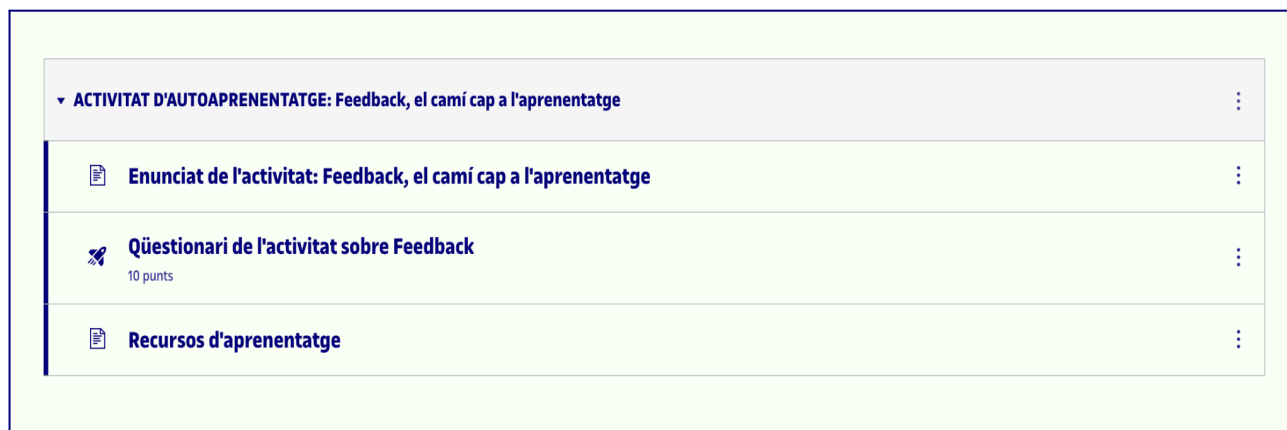 ACTIVITAT D'AUTOAPRENENTATGE: Feedback, el camí cap a l'aprenentatge
Enunciat de l'activitat: Feedback, el camí cap a l'aprenentatge
Qüestionari de l'activitat sobre Feedback
10 punts
Recursos d'aprenentatge